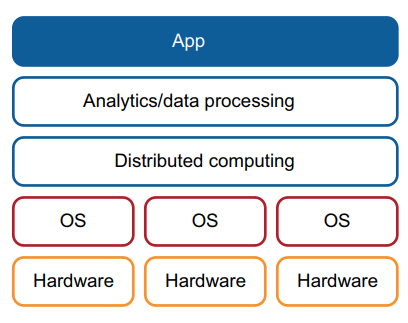 App
Analytics/data processing
Distributed computing
OS OS OS
Hardware Hardware Hardware